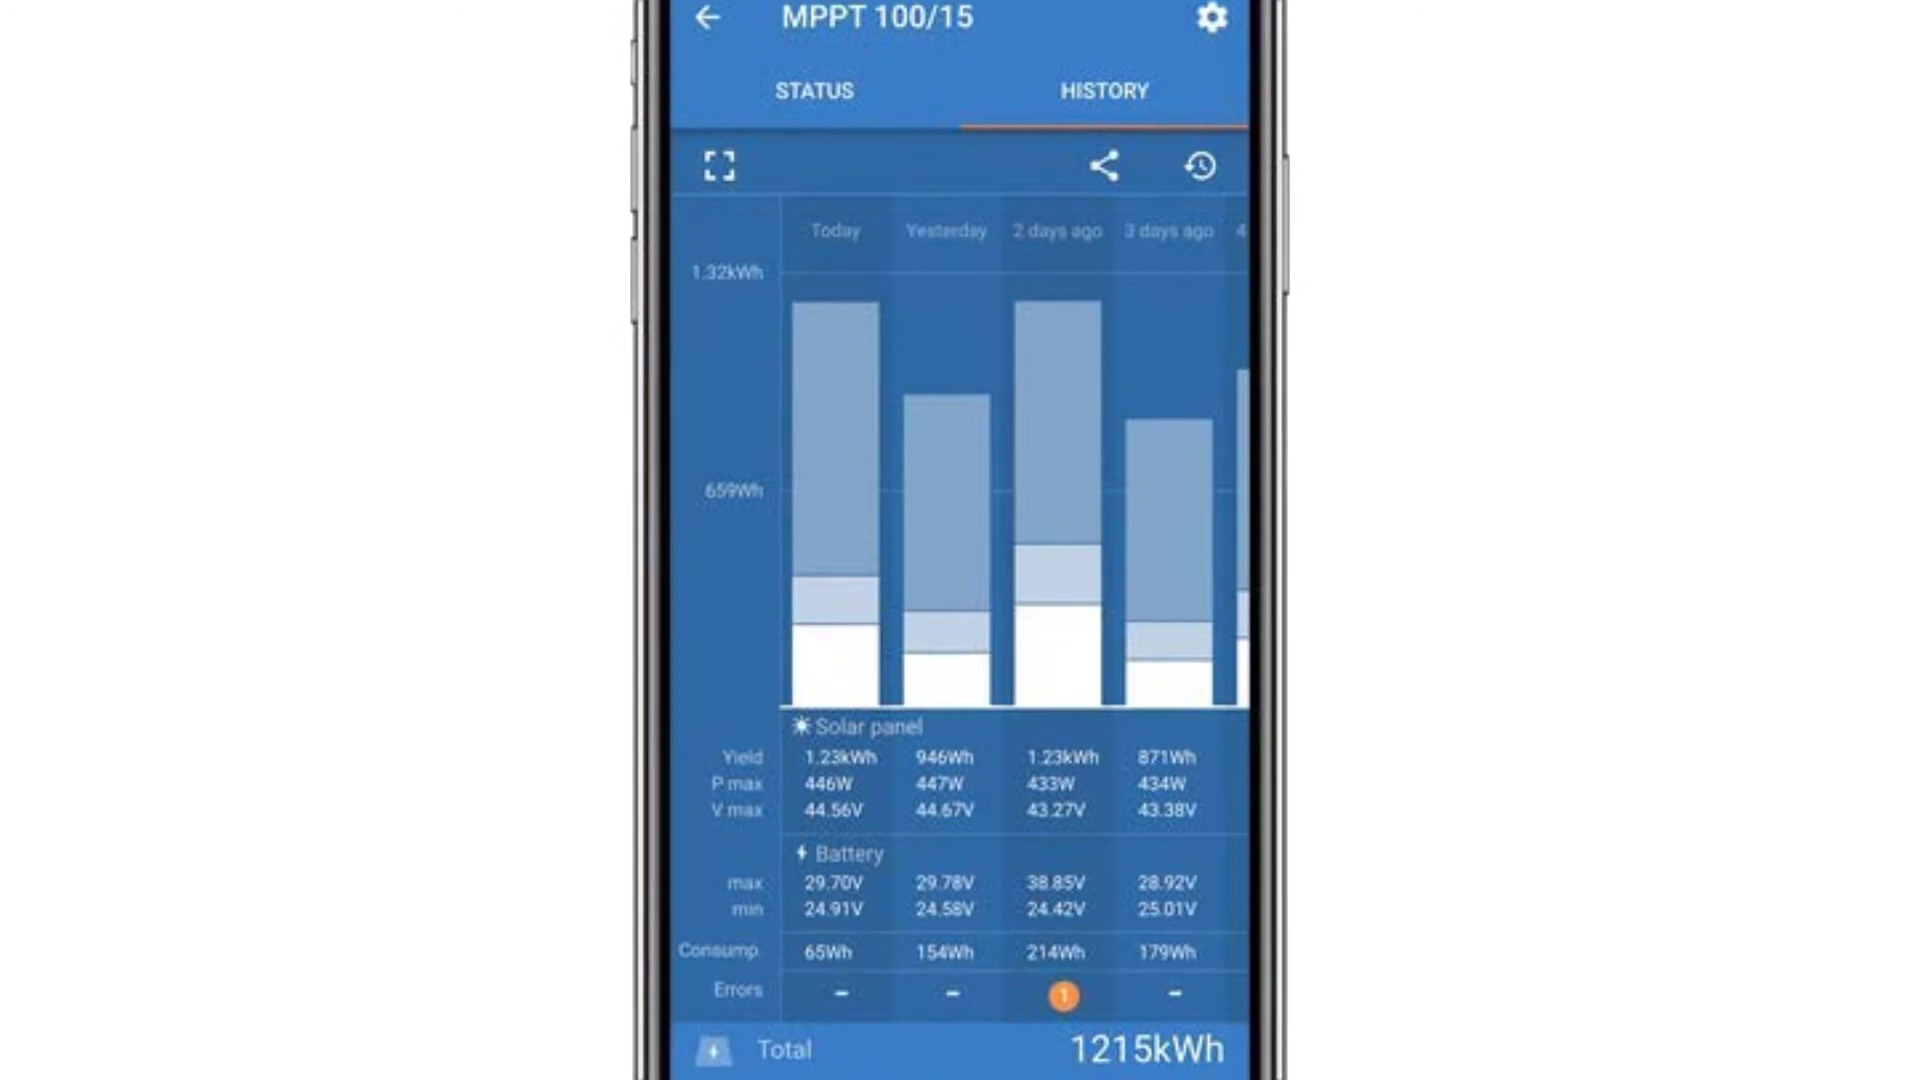 MPPT 100/15
STATUS HISTORY
Today Yesterday 2 days ago 3 days ago 4
1.32kWh
659Wh
Solar panel
Yield 1.23kWh 946Wh 1.23kWh 871Wh
P max 446W 447W 433W 434W
V max 44.56V 44.67V 43.27V 43.38V
Battery
max 29.70V 29.78V 38.85V 28.92V
min 24.91V 24.58V 24.42V 25.01V
Consump. 65Wh 154Wh 214Wh 179Wh
Errors – – 1 –
Total 1215kWh